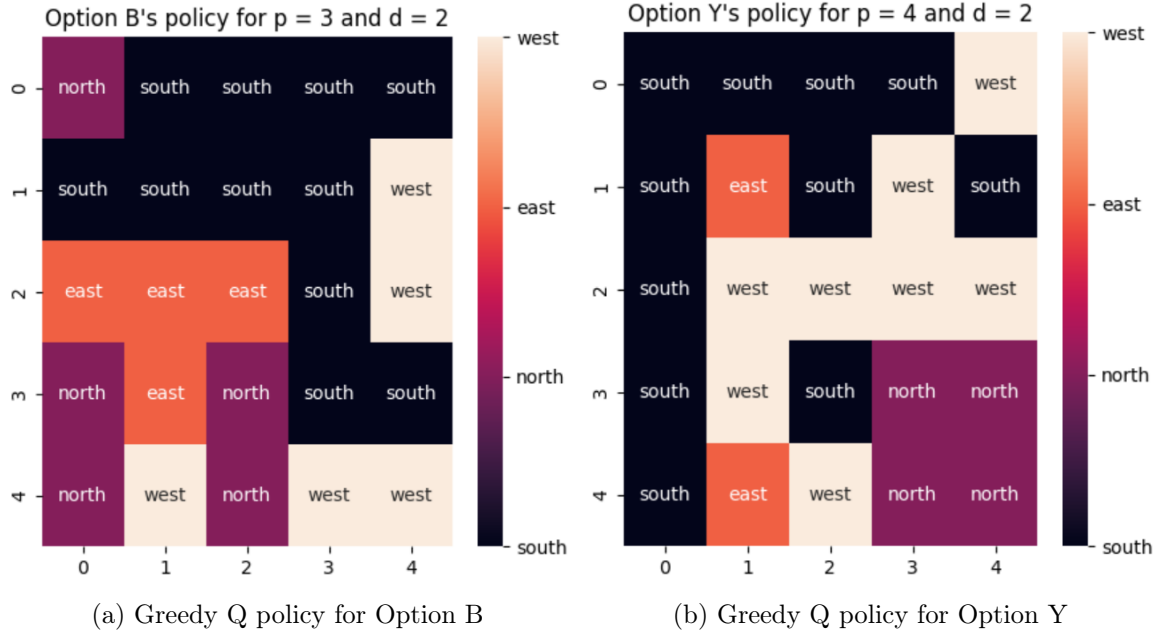 Option B's policy for p = 3 and d = 2
0 north south south south south
1 south south south south west
2 east east east south west
3 north east north south south
4 north west north west west
0 1 2 3 4
west
east
north
south
(a) Greedy Q policy for Option B
Option Y's policy for p = 4 and d = 2
0 south south south south west
1 south east south west south
2 south west west west west
3 south west south north north
4 south east west north north
0 1 2 3 4
west
east
north
south
(b) Greedy Q policy for Option Y